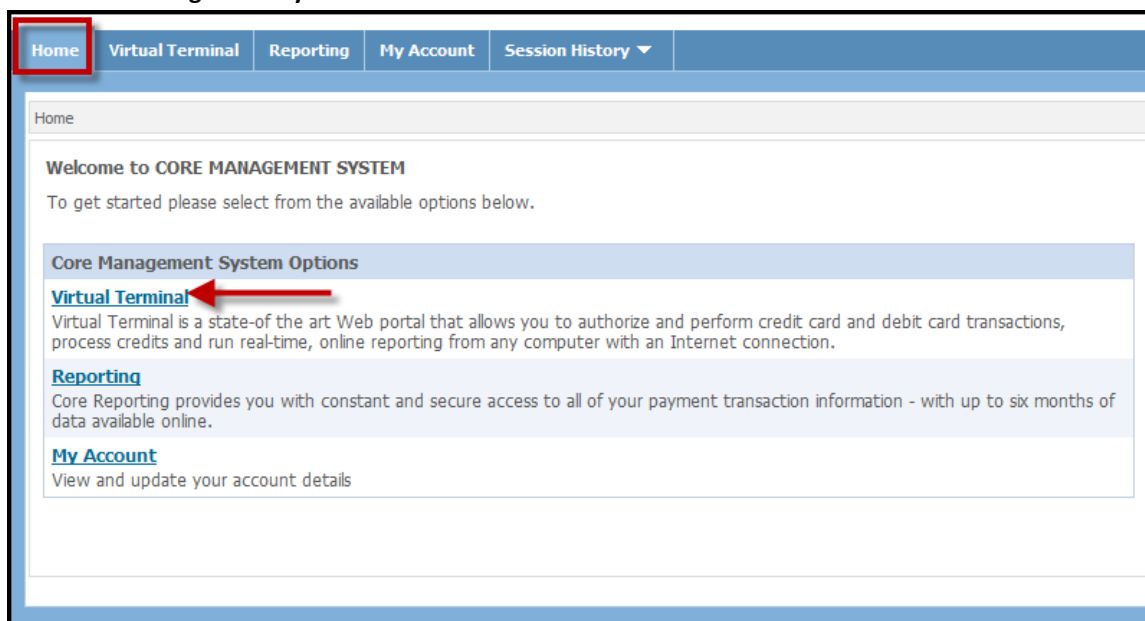 Home Virtual Terminal Reporting My Account Session History
Home
Welcome to CORE MANAGEMENT SYSTEM
To get started please select from the available options below.
Core Management System Options
Virtual Terminal
Virtual Terminal is a state-of the art Web portal that allows you to authorize and perform credit card and debit card transactions,
process credits and run real-time, online reporting from any computer with an Internet connection.
Reporting
Core Reporting provides you with constant and secure access to all of your payment transaction information - with up to six months of
data available online.
My Account
View and update your account details